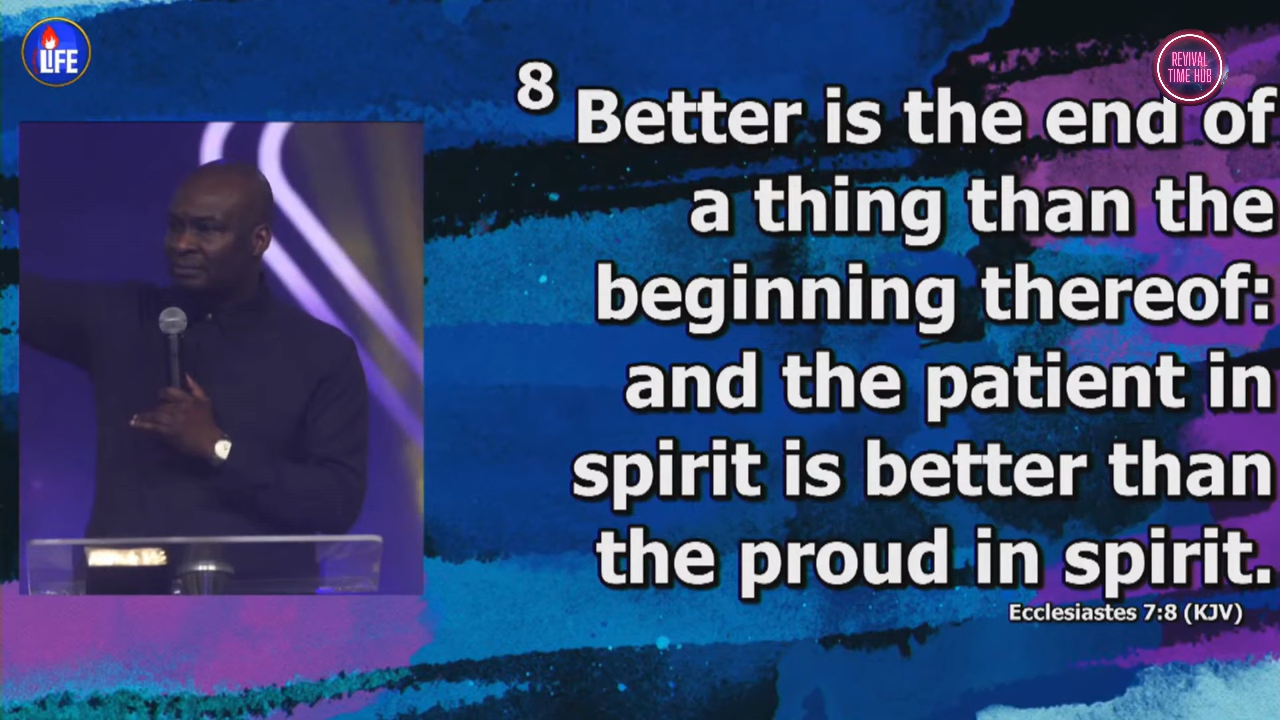 LIFE
REVIVAL
TIME HUB
8 Better is the end of
a thing than the
beginning thereof:
and the patient in
spirit is better than
the proud in spirit.
Ecclesiastes 7:8 (KJV)